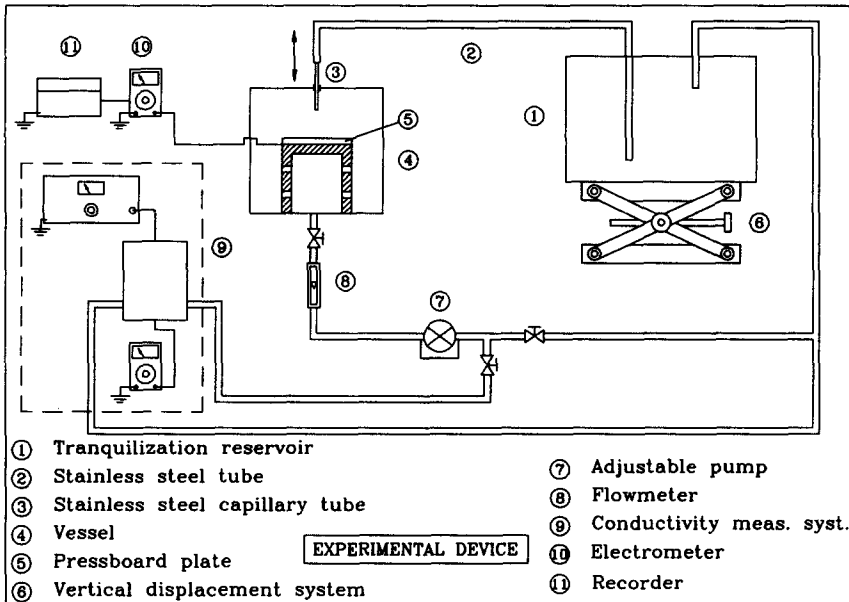 ⑪
⑩
②
③
①
⑤
④
⑥
⑨
⑧
⑦
① Tranquilization reservoir
② Stainless steel tube
③ Stainless steel capillary tube
④ Vessel
⑤ Pressboard plate
⑥ Vertical displacement system
EXPERIMENTAL DEVICE
⑦ Adjustable pump
⑧ Flowmeter
⑨ Conductivity meas. syst.
⑩ Electrometer
⑪ Recorder